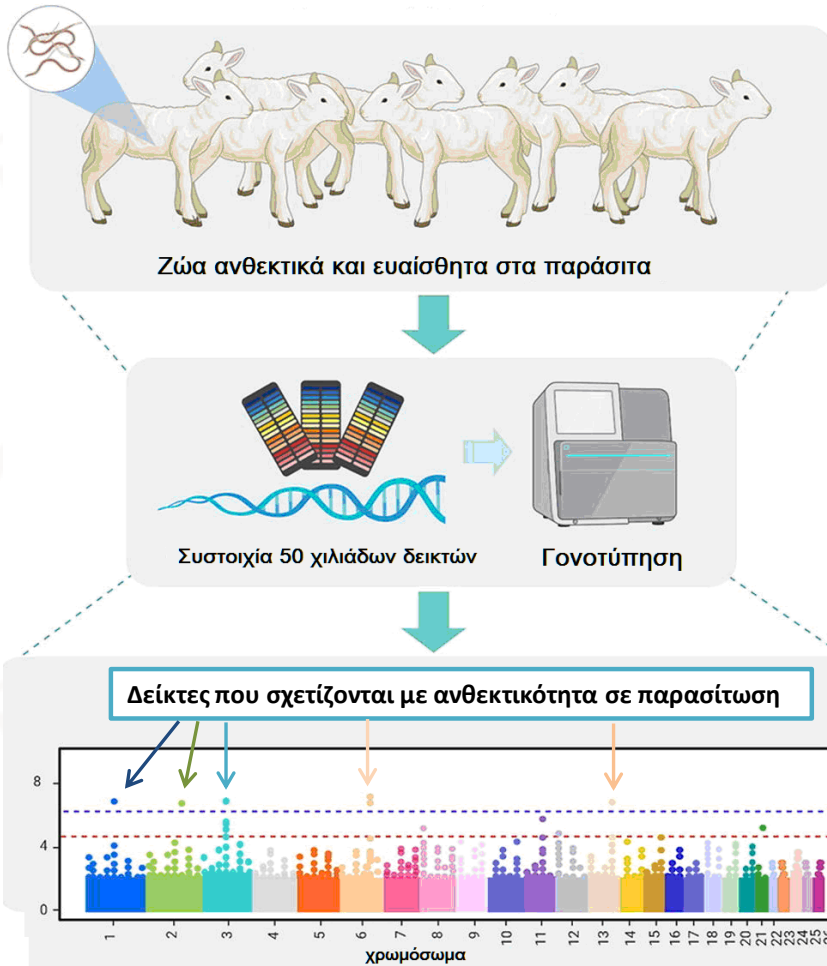 Ζώα ανθεκτικά και ευαίσθητα στα παράσιτα
Συστοιχία 50 χιλιάδων δεικτών
Γονοτύπηση
Δείκτες που σχετίζονται με ανθεκτικότητα σε παρασίτωση
8
4
0
1 2 3 4 5 6 7 8 9 10 11 12 13 14 15 16 17 18 19 20 21 22 23 24 25
χρωμόσωμα